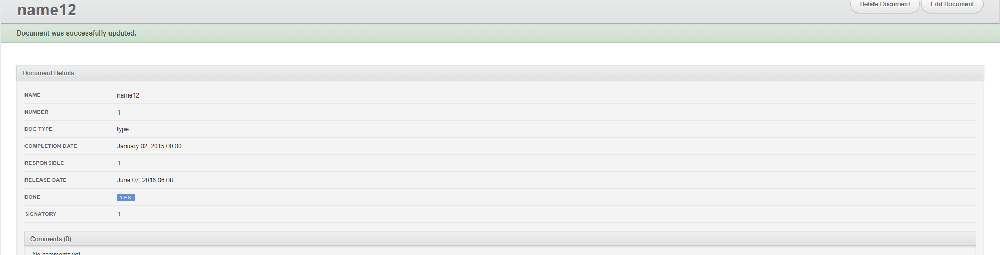 name12
Delete Document Edit Document
Document was successfully updated.
Document Details
NAME name12
NUMBER 1
DOC TYPE type
COMPLETION DATE January 02, 2015 00:00
RESPONSIBLE 1
RELEASE DATE June 07, 2016 06:08
DONE YES
SIGNATORY 1
Comments (0)
No comments yet